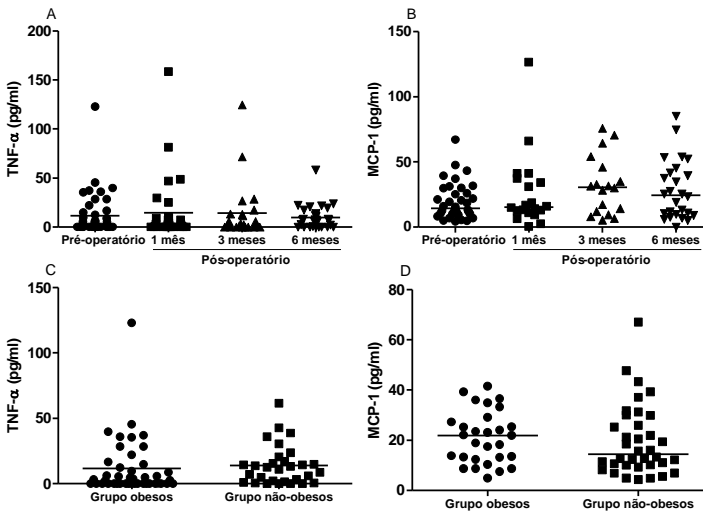 A
TNF-α (pg/ml)
200
150
100
50
0
Pré-operatório 1 mês 3 meses 6 meses
Pós-operatório
B
MCP-1 (pg/ml)
150
100
50
0
Pré-operatório 1 mês 3 meses 6 meses
Pós-operatório
C
TNF-α (pg/ml)
150
100
50
0
Grupo obesos Grupo não-obesos
D
MCP-1 (pg/ml)
80
60
40
20
0
Grupo obesos Grupo não-obesos